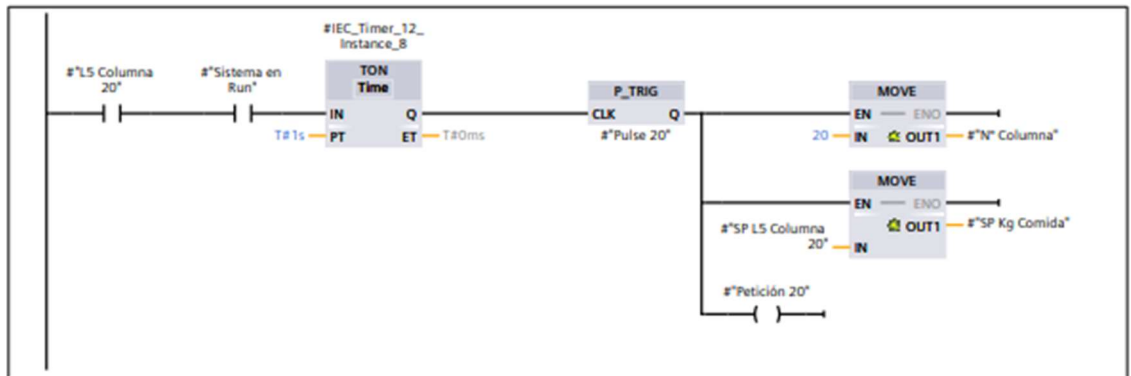 #IEC_Timer_12_
Instance_8
#"L5 Columna
20"
#"Sistema en
Run"
TON
Time
IN Q
T#1s PT ET T#0ms
P_TRIG
CLK Q
#"Pulse 20"
MOVE
EN ENO
20 IN OUT1 #"Nº Columna"
MOVE
EN ENO
OUT1 #"SP Kg Comida"
#"SP L5 Columna
20" IN
#"Petición 20"